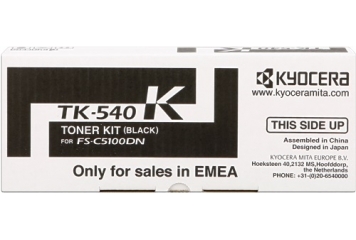 KYOCERA
www.kyoceramita.com
TK-540 K
TONER KIT (BLACK)
FOR FS-C5100DN
THIS SIDE UP
Assembled in China
Designed in Japan
KYOCERA MITA EUROPE B.V.
Hoeksteen 40,2132 MS,Hoofddorp,
the Netherlands
PHONE: +31-(0)20-6540000
Only for sales in EMEA